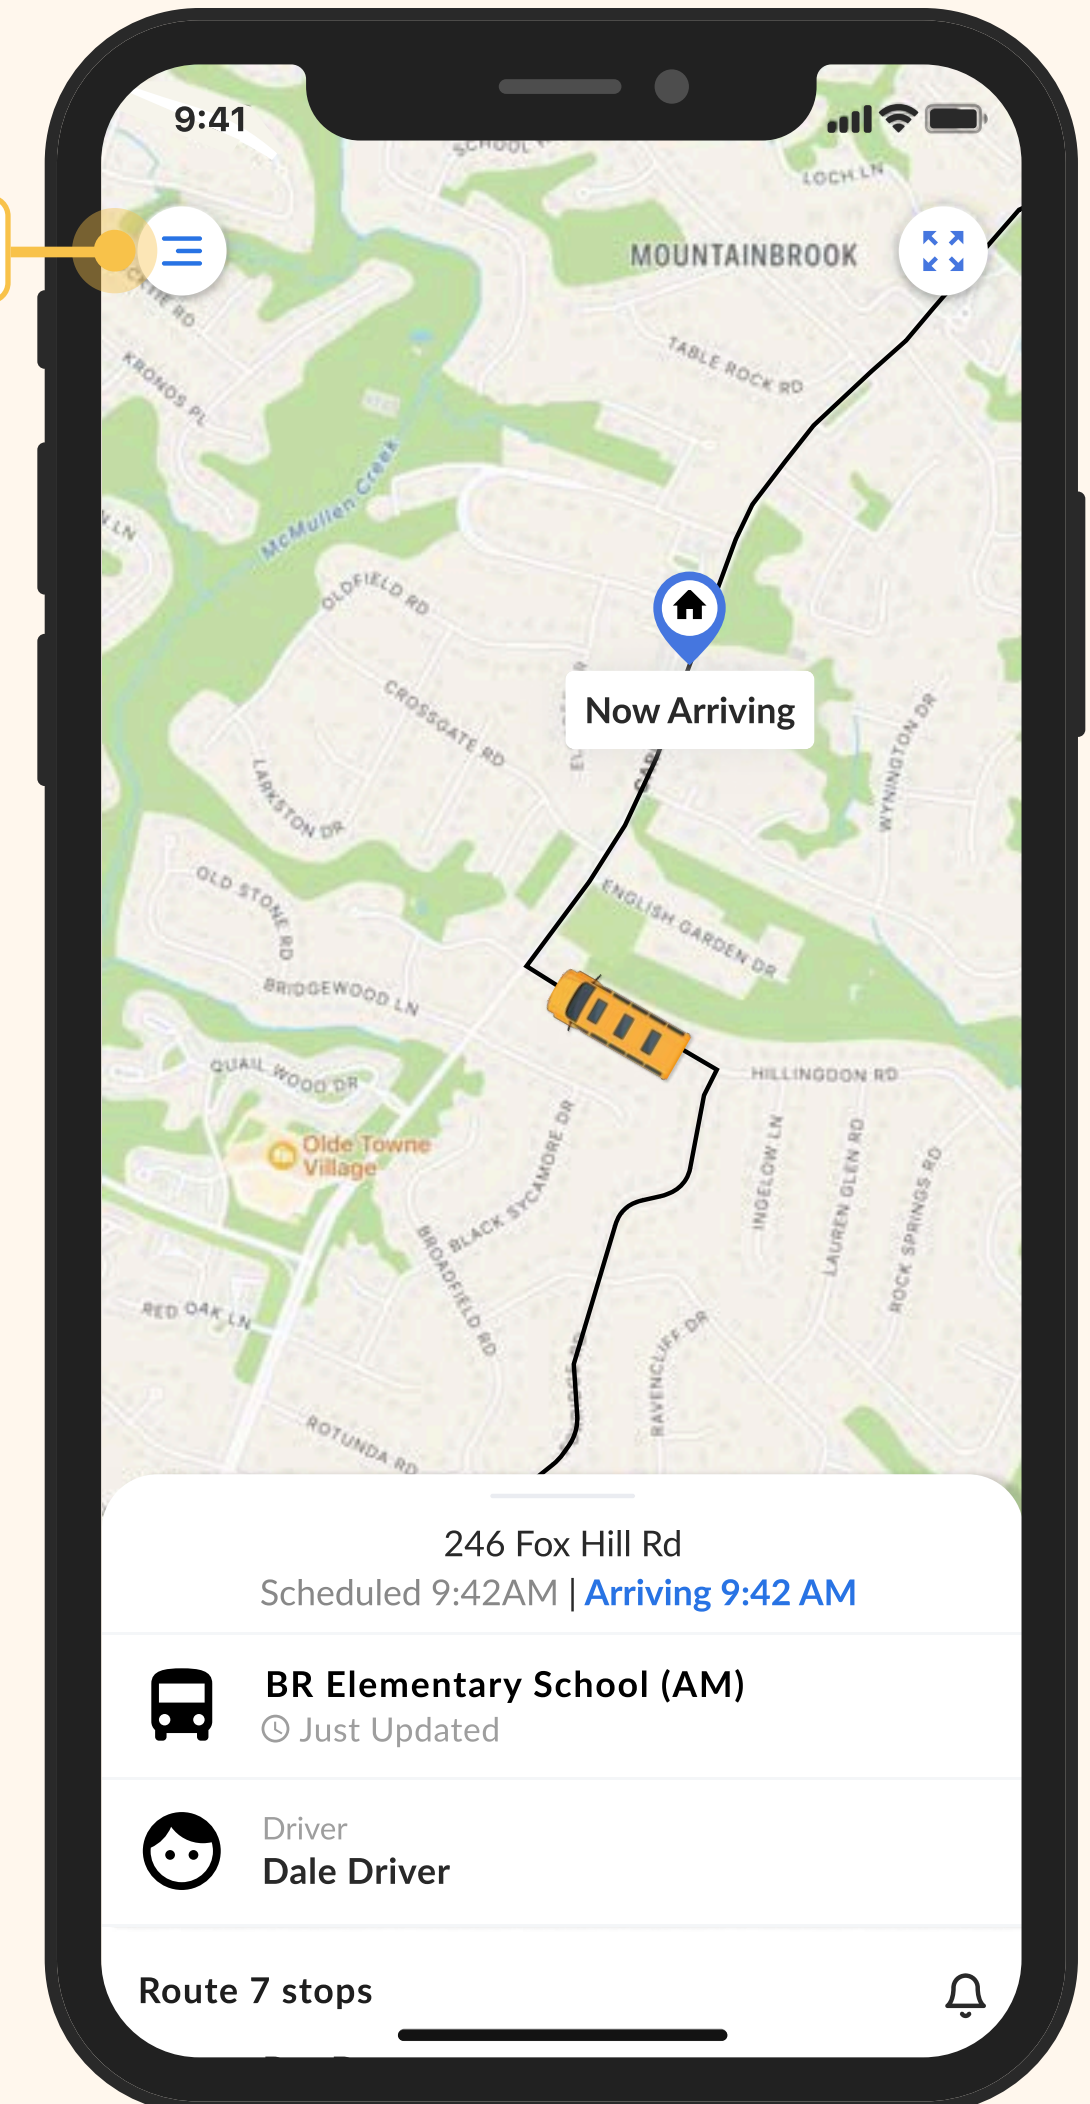 9:41
LOCH LN
MOUNTAINBROOK
TABLE ROCK RD
KRONOS PL
McMullen Creek
OLDFIELD RD
CROSSGATE RD
Now Arriving
WYNINGTON DR
LARKSTON DR
OLD STONE RD
ENGLISH GARDEN DR
BRIDGEWOOD LN
QUAIL WOOD DR
HILLINGDON RD
Olde Towne
Village
BLACK SYCAMORE DR
INGELOW LN
LAUREN GLEN RD
ROCK SPRINGS RD
BROADFIELD RD
RED OAK LN
RAVENCLIFF DR
ROTUNDA RD
246 Fox Hill Rd
Scheduled 9:42AM | Arriving 9:42 AM
BR Elementary School (AM)
Just Updated
Driver
Dale Driver
Route 7 stops